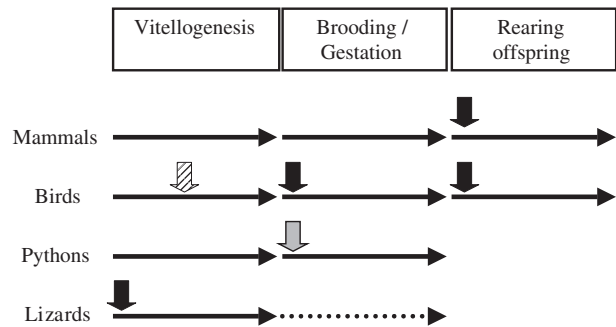 Vitellogenesis
Brooding /
Gestation
Rearing
offspring
Mammals
Birds
Pythons
Lizards